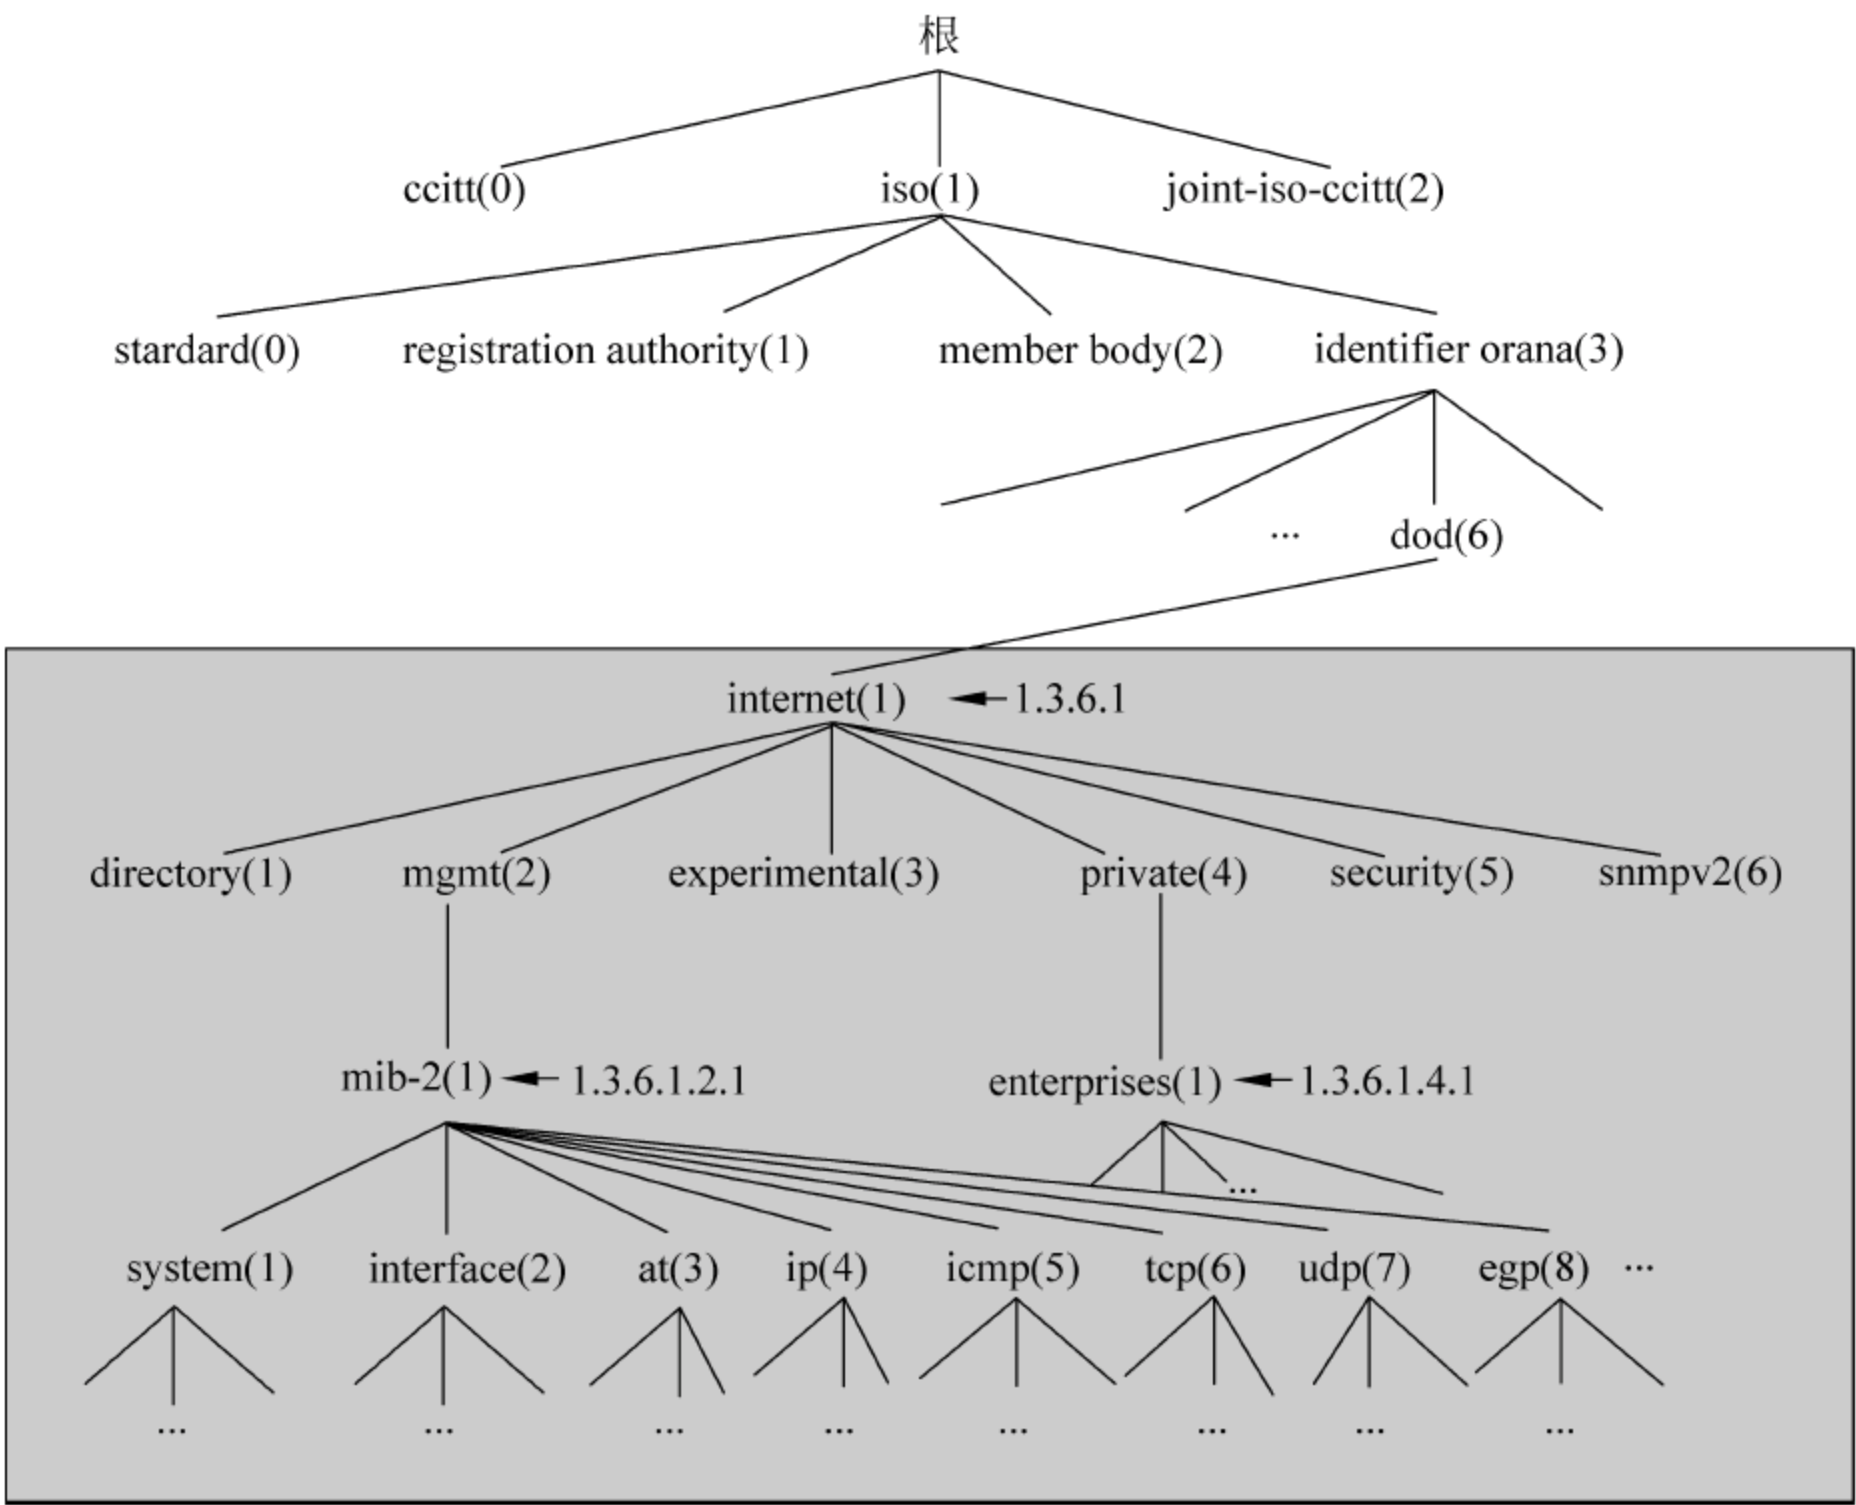 根
ccitt(0) iso(1) joint-iso-ccitt(2)
stardard(0) registration authority(1) member body(2) identifier orana(3)
... dod(6)
internet(1) 1.3.6.1
directory(1) mgmt(2) experimental(3) private(4) security(5) snmpv2(6)
mib-2(1) 1.3.6.1.2.1 enterprises(1) 1.3.6.1.4.1
...
system(1) interface(2) at(3) ip(4) icmp(5) tcp(6) udp(7) egp(8) ...
... ... ... ... ... ... ... ...